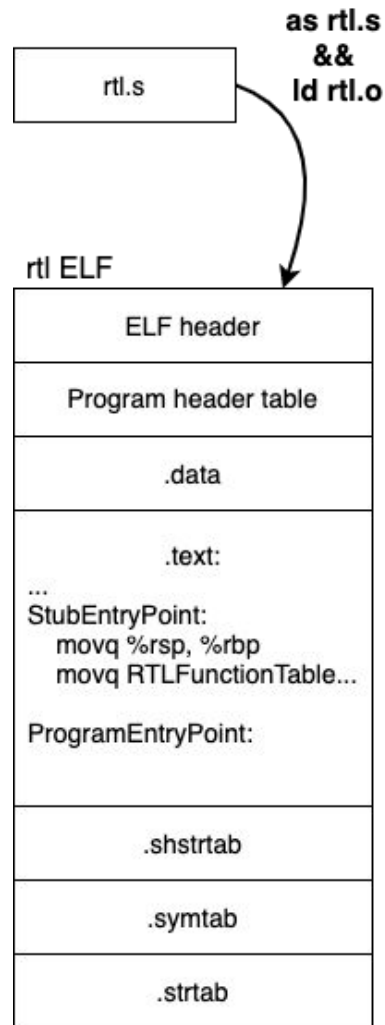 as rtl.s
&&
ld rtl.o
rtl.s
rtl ELF
ELF header
Program header table
.data
.text:
...
StubEntryPoint:
movq %rsp, %rbp
movq RTLFunctionTable...
ProgramEntryPoint:
.shstrtab
.symtab
.strtab